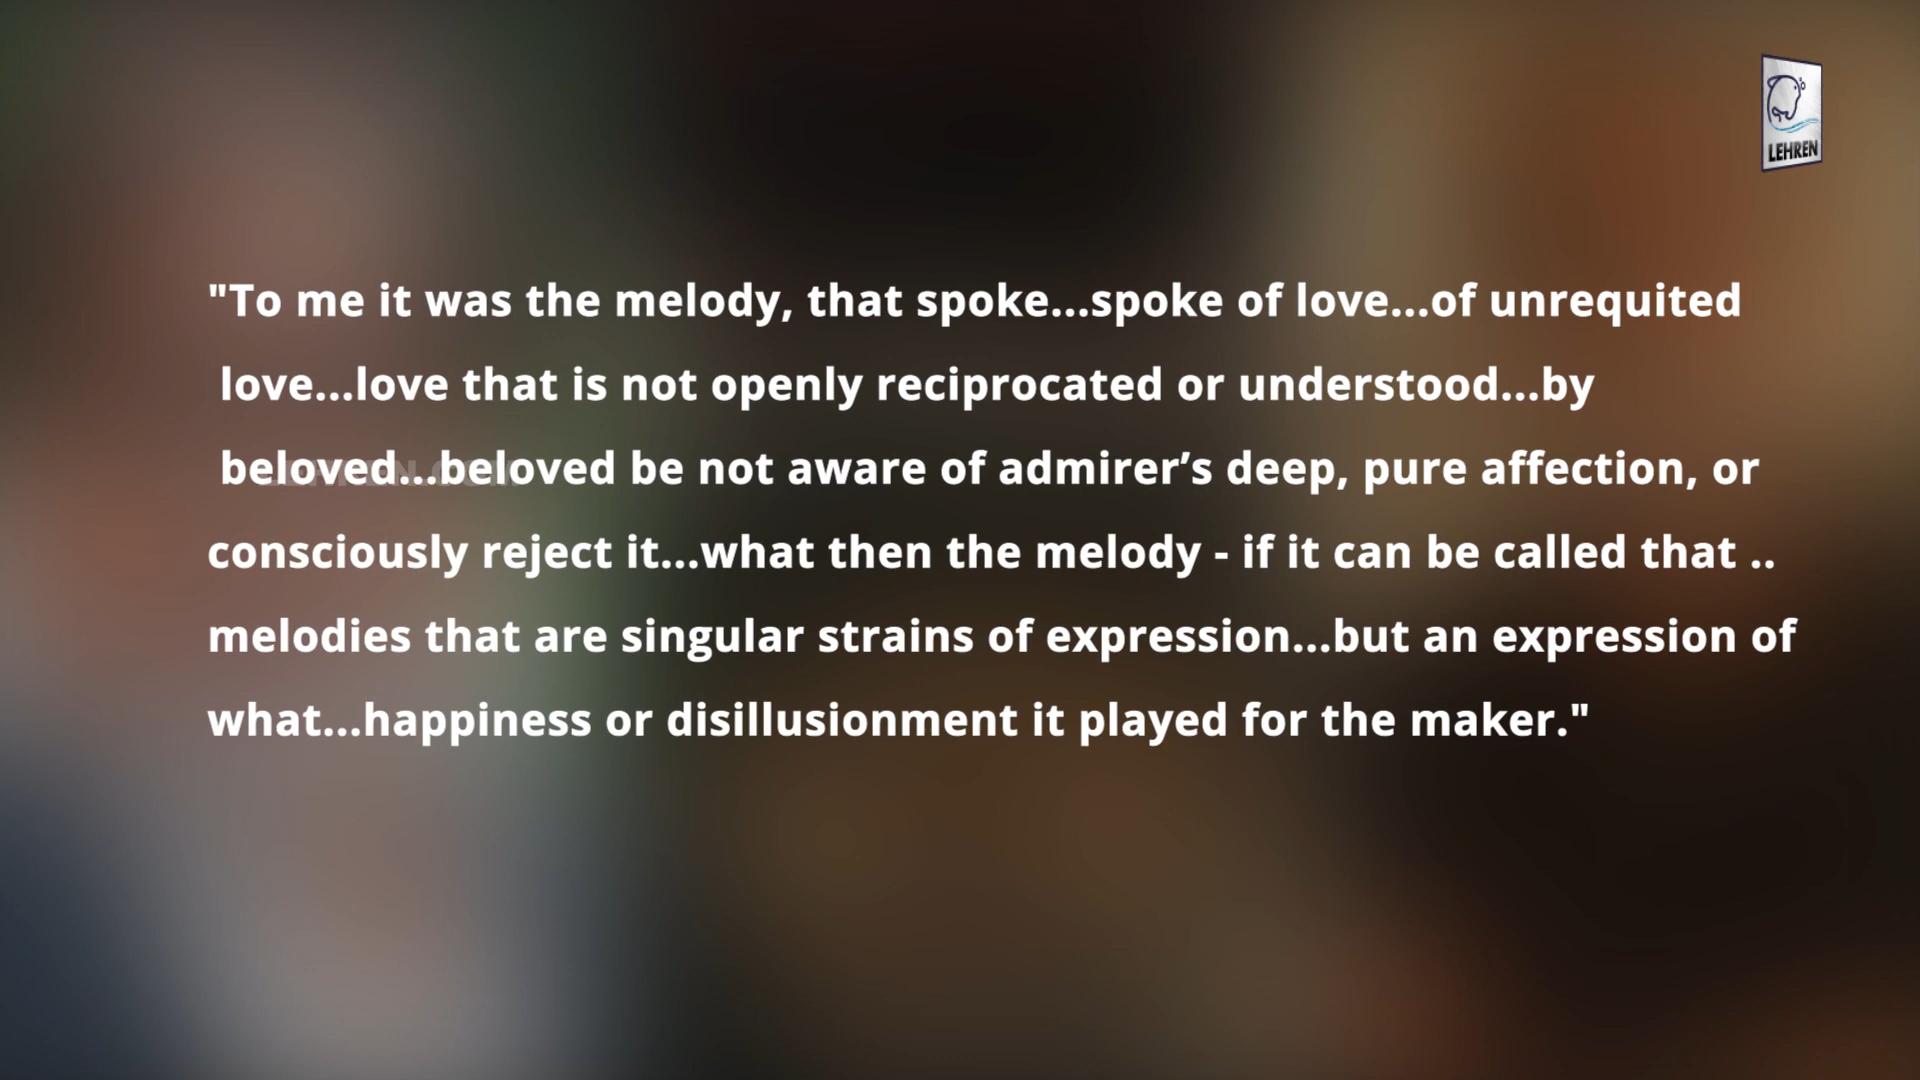 LEHREN
"To me it was the melody, that spoke...spoke of love...of unrequited
love...love that is not openly reciprocated or understood...by
beloved...beloved be not aware of admirer’s deep, pure affection, or
consciously reject it...what then the melody - if it can be called that ..
melodies that are singular strains of expression...but an expression of
what...happiness or disillusionment it played for the maker."